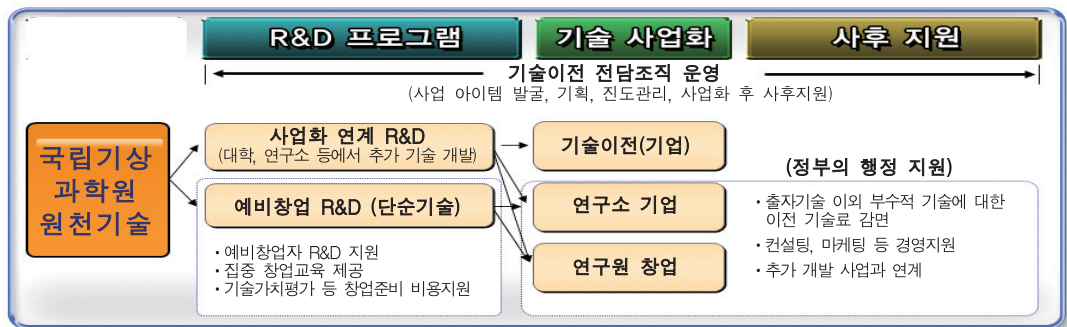 R&D 프로그램
기술 사업화
사후 지원
기술이전 전담조직 운영
(사업 아이템 발굴, 기획, 진도관리, 사업화 후 사후지원)
국립기상
과학원
원천기술
사업화 연계 R&D
(대학, 연구소 등에서 추가 기술 개발)
예비창업 R&D (단순기술)
• 예비창업자 R&D 지원
• 집중 창업교육 제공
• 기술가치평가 등 창업준비 비용지원
기술이전(기업)
연구소 기업
연구원 창업
(정부의 행정 지원)
• 출자기술 이외 부수적 기술에 대한
이전 기술료 감면
• 컨설팅, 마케팅 등 경영지원
• 추가 개발 사업과 연계